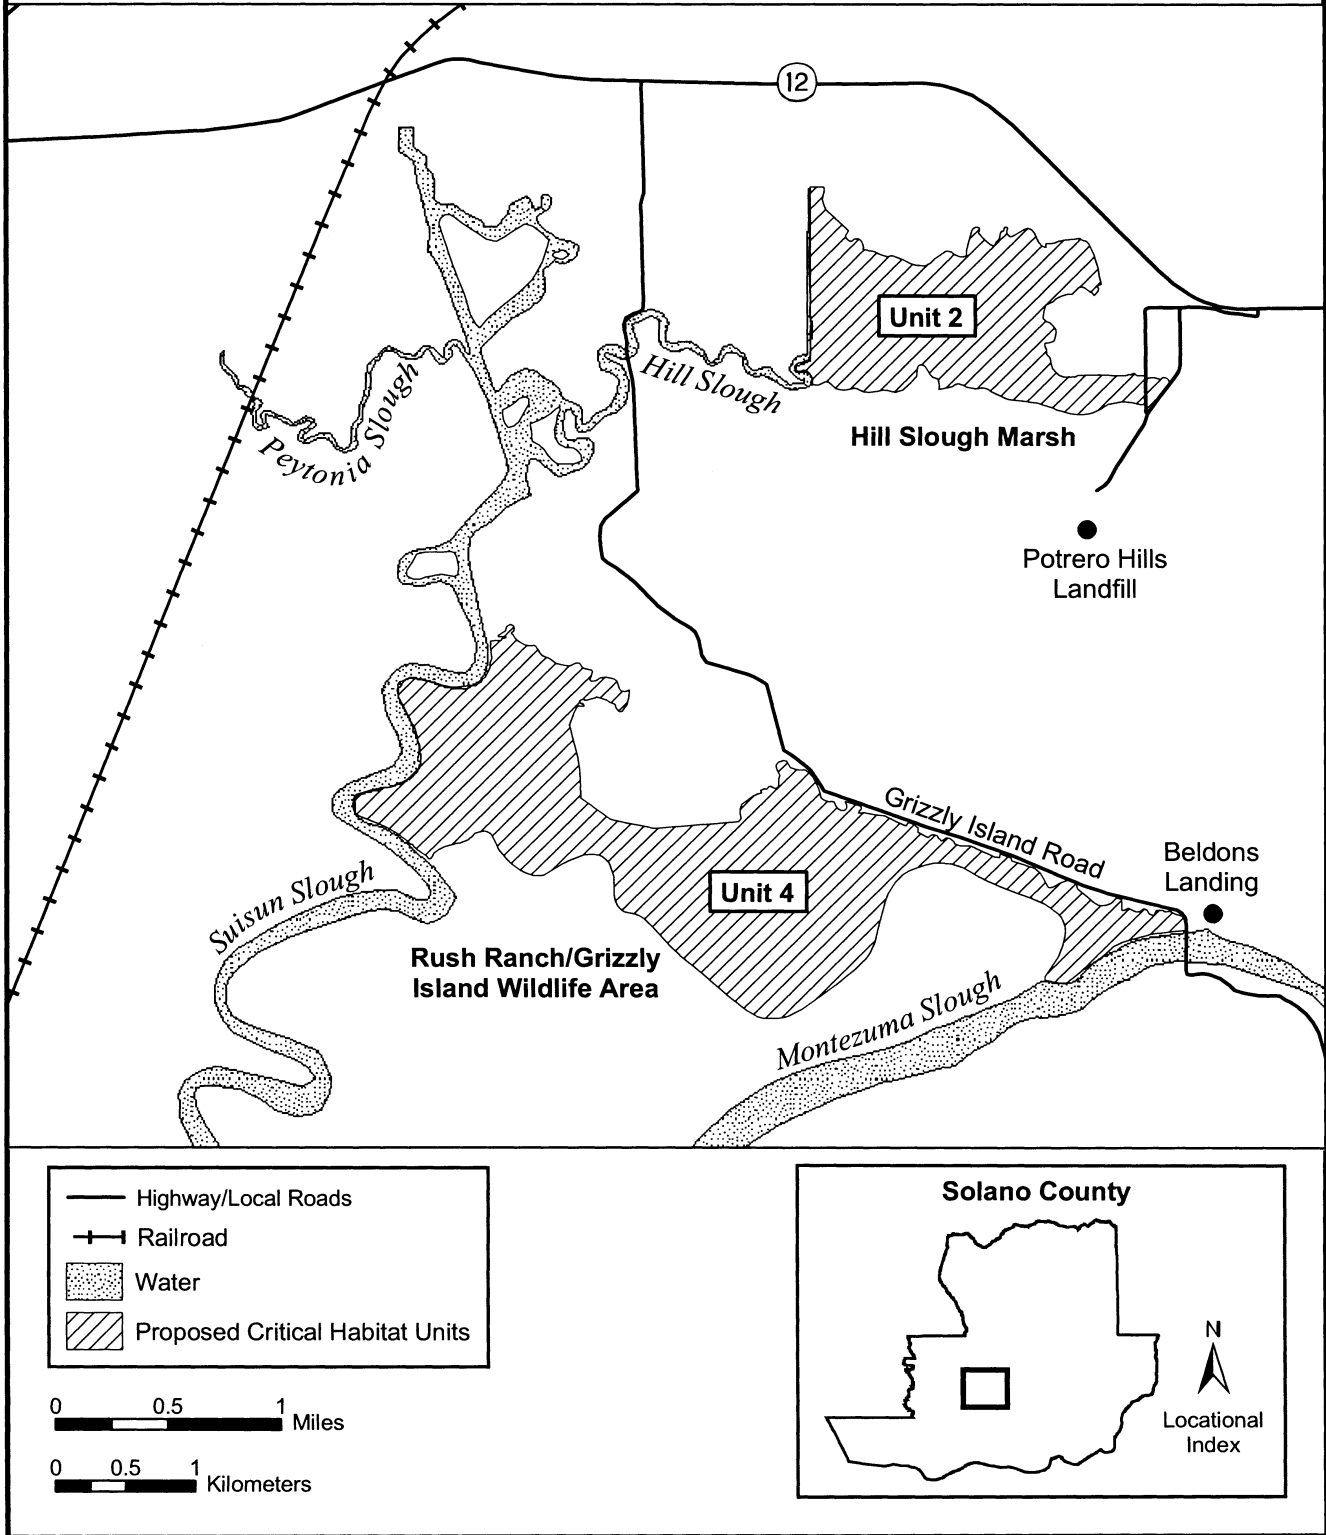 12
Unit 2
Hill Slough
Peytonia Slough
Hill Slough Marsh
Potrero Hills
Landfill
Grizzly Island Road
Beldons
Landing
Unit 4
Suisun Slough
Rush Ranch/Grizzly
Island Wildlife Area
Montezuma Slough
Highway/Local Roads
Railroad
Water
Proposed Critical Habitat Units
0 0.5 1
Miles
0 0.5 1
Kilometers
Solano County
N
Locational
Index